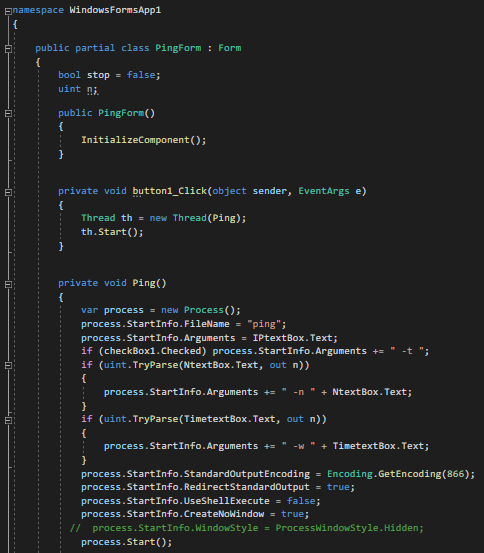 namespace WindowsFormsApp1
{
    public partial class PingForm : Form
    {
        bool stop = false;
        uint n;
        public PingForm()
        {
            InitializeComponent();
        }
        private void button1_Click(object sender, EventArgs e)
        {
            Thread th = new Thread(Ping);
            th.Start();
        }
        private void Ping()
        {
            var process = new Process();
            process.StartInfo.FileName = "ping";
            process.StartInfo.Arguments = IPtextBox.Text;
            if (checkBox1.Checked) process.StartInfo.Arguments += " -t ";
            if (uint.TryParse(NtextBox.Text, out n))
            {
                process.StartInfo.Arguments += " -n " + NtextBox.Text;
            }
            if (uint.TryParse(TimetextBox.Text, out n))
            {
                process.StartInfo.Arguments += " -w " + TimetextBox.Text;
            }
            process.StartInfo.StandardOutputEncoding = Encoding.GetEncoding(866);
            process.StartInfo.RedirectStandardOutput = true;
            process.StartInfo.UseShellExecute = false;
            process.StartInfo.CreateNoWindow = true;
          //  process.StartInfo.WindowStyle = ProcessWindowStyle.Hidden;
            process.Start();